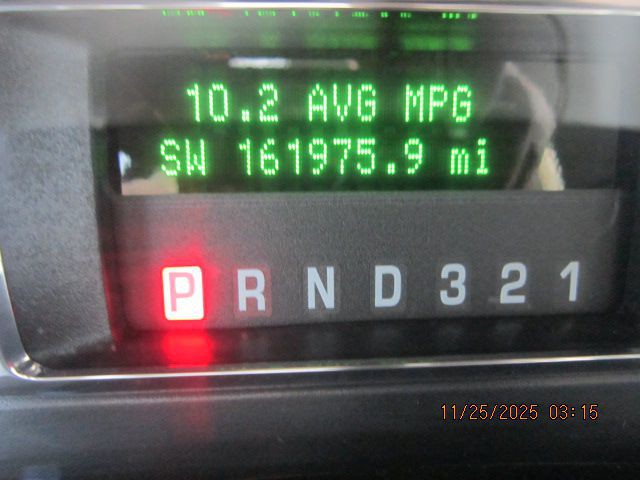 10.2 AVG MPG
SW 161975.9 mi
P R N D 3 2 1
11/25/2025 03:15